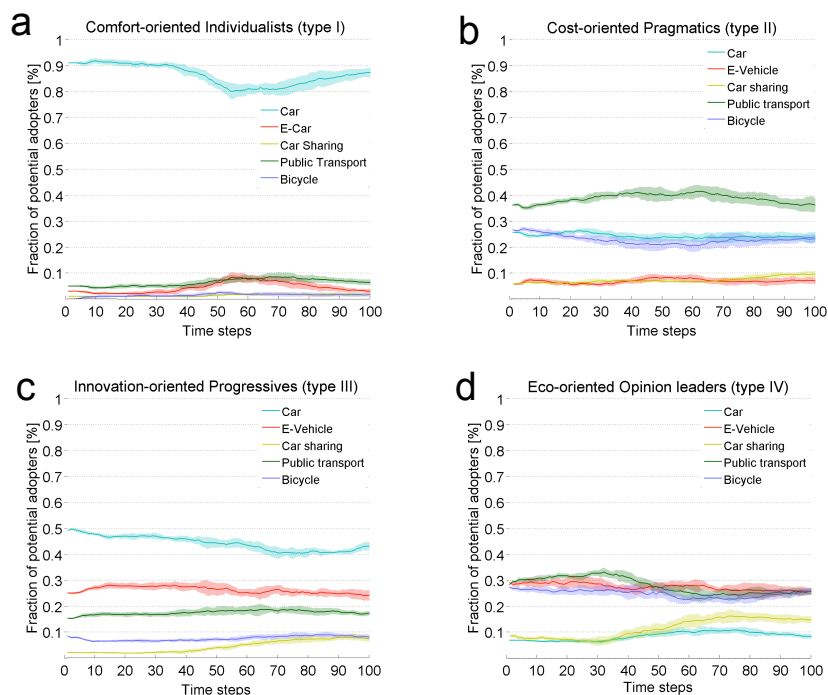 a
Comfort-oriented Individualists (type I)
Fraction of potential adopters [%]
1
0.9
0.8
0.7
0.6
0.5
0.4
0.3
0.2
0.1
Car
E-Car
Car Sharing
Public Transport
Bicycle
0 10 20 30 40 50 60 70 80 90 100
Time steps
b
Cost-oriented Pragmatics (type II)
Fraction of potential adopters [%]
1
0.9
0.8
0.7
0.6
0.5
0.4
0.3
0.2
0.1
Car
E-Vehicle
Car sharing
Public transport
Bicycle
0 10 20 30 40 50 60 70 80 90 100
Time steps
c
Innovation-oriented Progressives (type III)
Fraction of potential adopters [%]
1
0.9
0.8
0.7
0.6
0.5
0.4
0.3
0.2
0.1
Car
E-Vehicle
Car sharing
Public transport
Bicycle
0 10 20 30 40 50 60 70 80 90 100
Time steps
d
Eco-oriented Opinion leaders (type IV)
Fraction of potential adopters [%]
1
0.9
0.8
0.7
0.6
0.5
0.4
0.3
0.2
0.1
Car
E-Vehicle
Car sharing
Public transport
Bicycle
0 10 20 30 40 50 60 70 80 90 100
Time steps